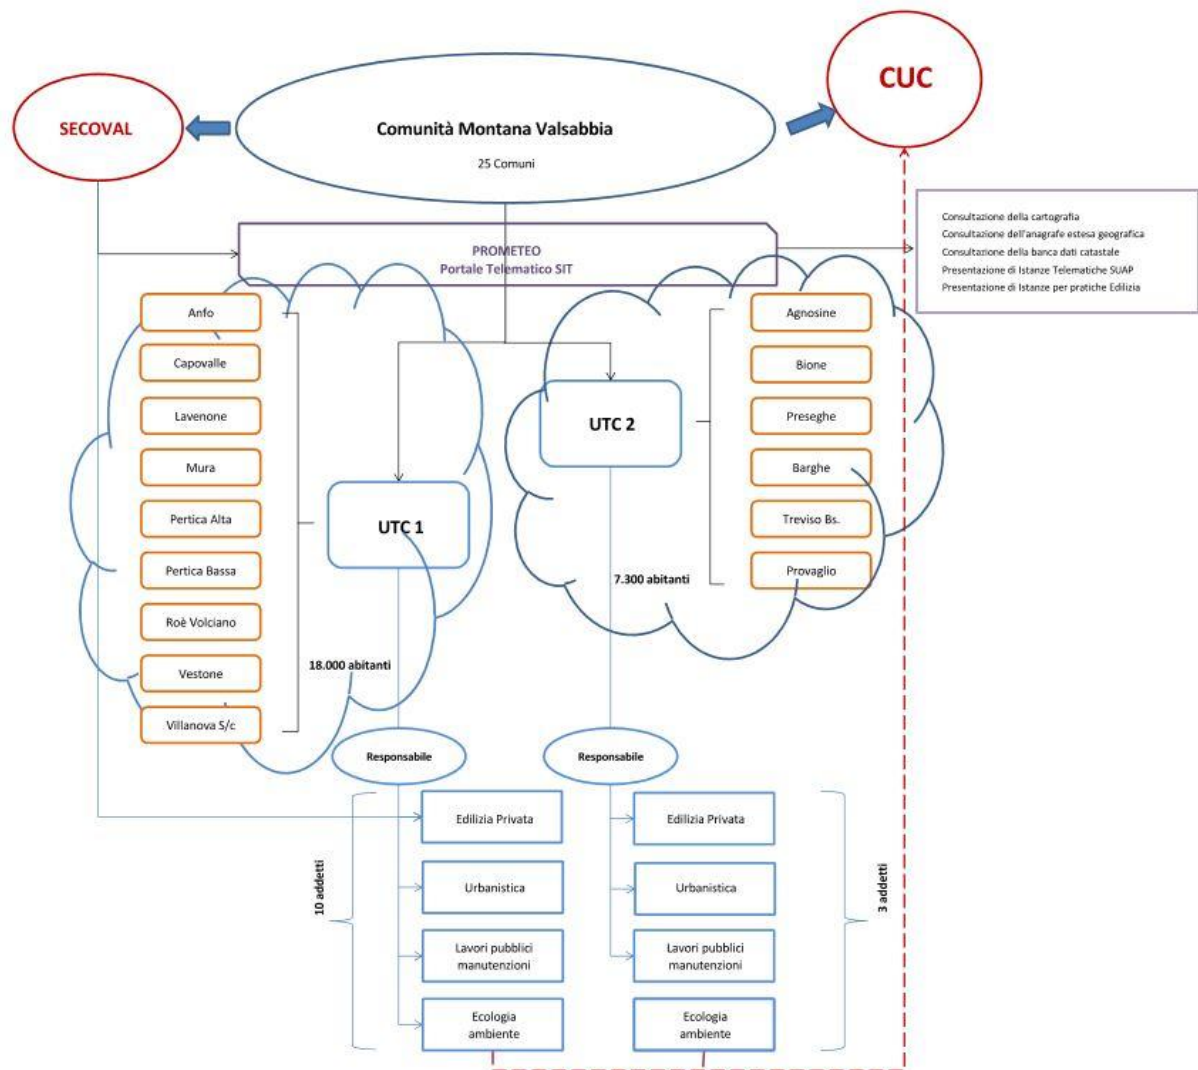 CUC
SECOVAL
Comunità Montana Valsabbia
25 Comuni
PROMETEO
Portale Telematico SIT
Consultazione della cartografia
Consultazione dell'anagrafe estesa geografica
Consultazione della banca dati catastale
Presentazione di Istanze Telematiche SUAP
Presentazione di Istanze per pratiche Edilizia
Anfo
Capovalle
Lavenone
Mura
Pertica Alta
Pertica Bassa
Roè Volciano
Vestone
Villanova S/c
UTC 1
18.000 abitanti
UTC 2
7.300 abitanti
Agnosine
Bione
Preseghe
Barghe
Treviso Bs.
Provaglio
Responsabile
Responsabile
10 addetti
Edilizia Privata
Urbanistica
Lavori pubblici
manutenzioni
Ecologia
ambiente
Edilizia Privata
Urbanistica
Lavori pubblici
manutenzioni
Ecologia
ambiente
3 addetti